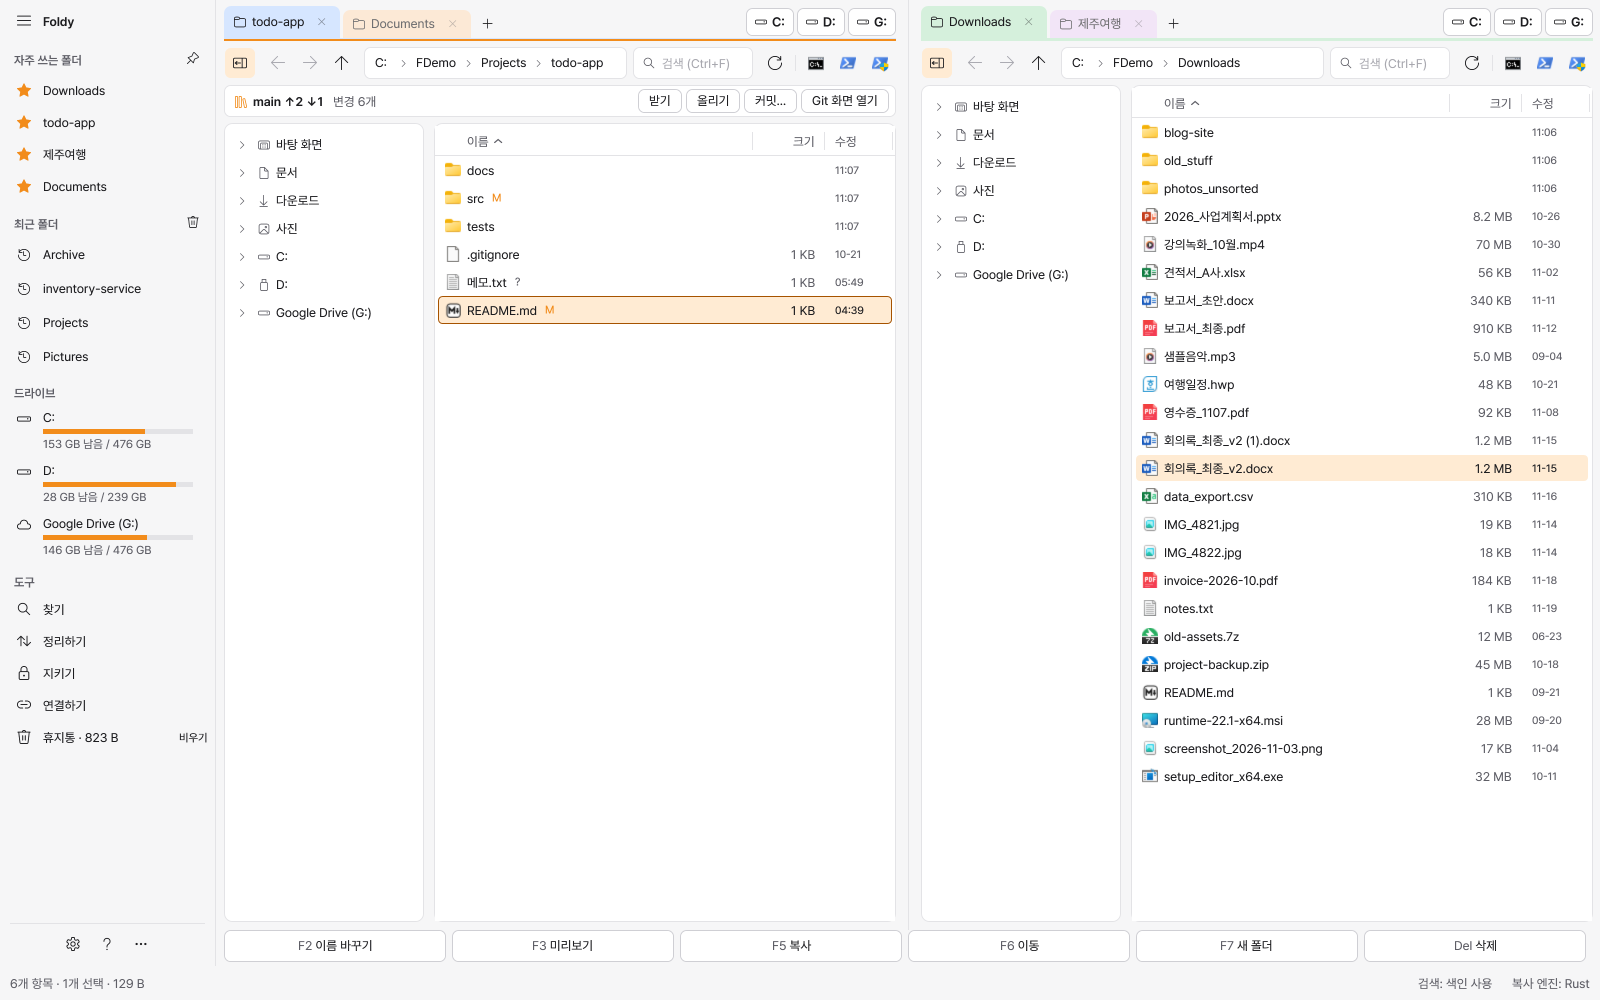 Foldy
자주 쓰는 폴더
Downloads
todo-app
제주여행
Documents
최근 폴더
Archive
inventory-service
Projects
Pictures
드라이브
C:
153 GB 남음 / 476 GB
D:
28 GB 남음 / 239 GB
Google Drive (G:)
146 GB 남음 / 476 GB
도구
찾기
정리하기
지키기
연결하기
휴지통 · 823 B 비우기
todo-app Documents C: D: G:
C: FDemo Projects todo-app 검색 (Ctrl+F)
main ↑2 ↓1 변경 6개 받기 올리기 커밋... Git 화면 열기
바탕 화면
문서
다운로드
사진
C:
D:
Google Drive (G:)
이름 크기 수정
docs 11:07
src M 11:07
tests 11:07
.gitignore 1 KB 10-21
메모.txt ? 1 KB 05:49
README.md M 1 KB 04:39
Downloads 제주여행 C: D: G:
C: FDemo Downloads 검색 (Ctrl+F)
바탕 화면
문서
다운로드
사진
C:
D:
Google Drive (G:)
이름 크기 수정
blog-site 11:06
old_stuff 11:06
photos_unsorted 11:06
2026_사업계획서.pptx 8.2 MB 10-26
강의녹화_10월.mp4 70 MB 10-30
견적서_A사.xlsx 56 KB 11-02
보고서_초안.docx 340 KB 11-11
보고서_최종.pdf 910 KB 11-12
샘플음악.mp3 5.0 MB 09-04
여행일정.hwp 48 KB 10-21
영수증_1107.pdf 92 KB 11-08
회의록_최종_v2 (1).docx 1.2 MB 11-15
회의록_최종_v2.docx 1.2 MB 11-15
data_export.csv 310 KB 11-16
IMG_4821.jpg 19 KB 11-14
IMG_4822.jpg 18 KB 11-14
invoice-2026-10.pdf 184 KB 11-18
notes.txt 1 KB 11-19
old-assets.7z 12 MB 06-23
project-backup.zip 45 MB 10-18
README.md 1 KB 09-21
runtime-22.1-x64.msi 28 MB 09-20
screenshot_2026-11-03.png 17 KB 11-04
setup_editor_x64.exe 32 MB 10-11
F2 이름 바꾸기 F3 미리보기 F5 복사 F6 이동 F7 새 폴더 Del 삭제
6개 항목 · 1개 선택 · 129 B 검색: 색인 사용 복사 엔진: Rust